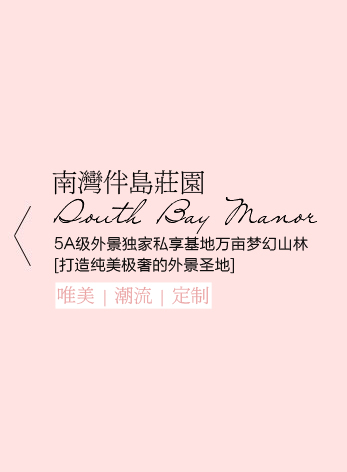 南灣伴島莊園
South Bay Manor
5A级外景独家私享基地万亩梦幻山林
[打造纯美极奢的外景圣地]
唯美 | 潮流 | 定制